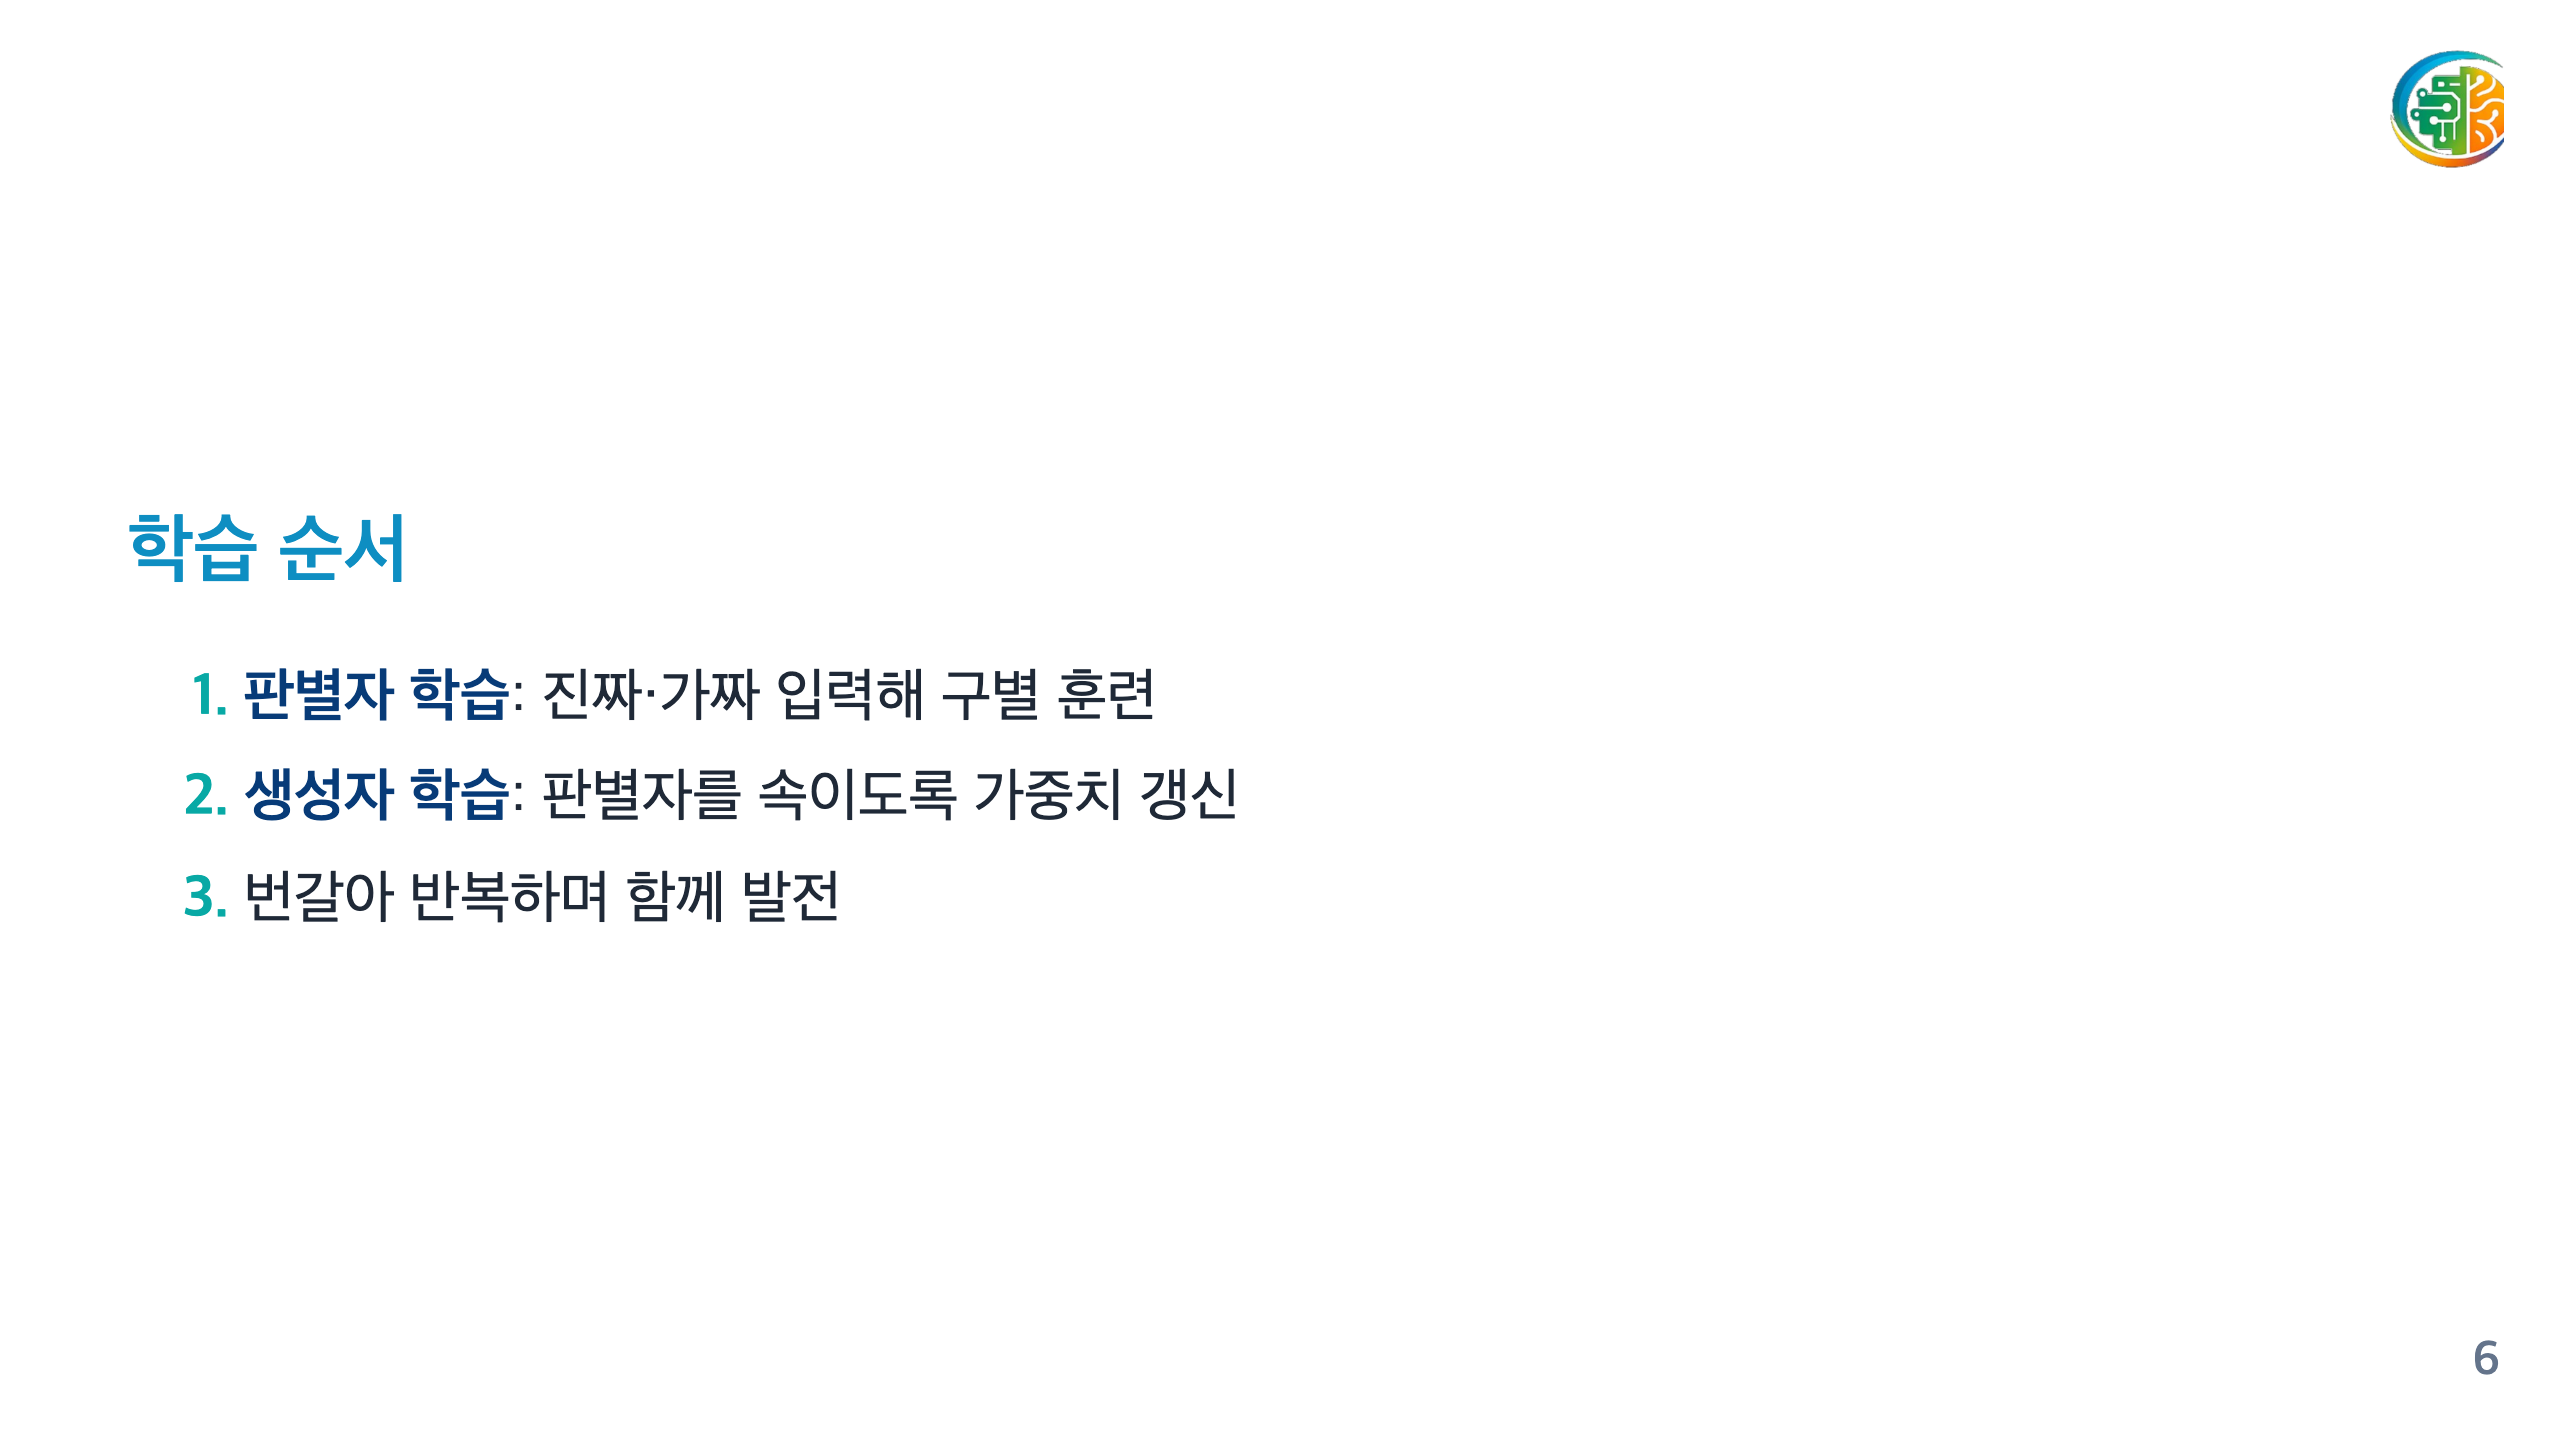 학습 순서
1. 판별자 학습: 진짜·가짜 입력해 구별 훈련
2. 생성자 학습: 판별자를 속이도록 가중치 갱신
3. 번갈아 반복하며 함께 발전
6